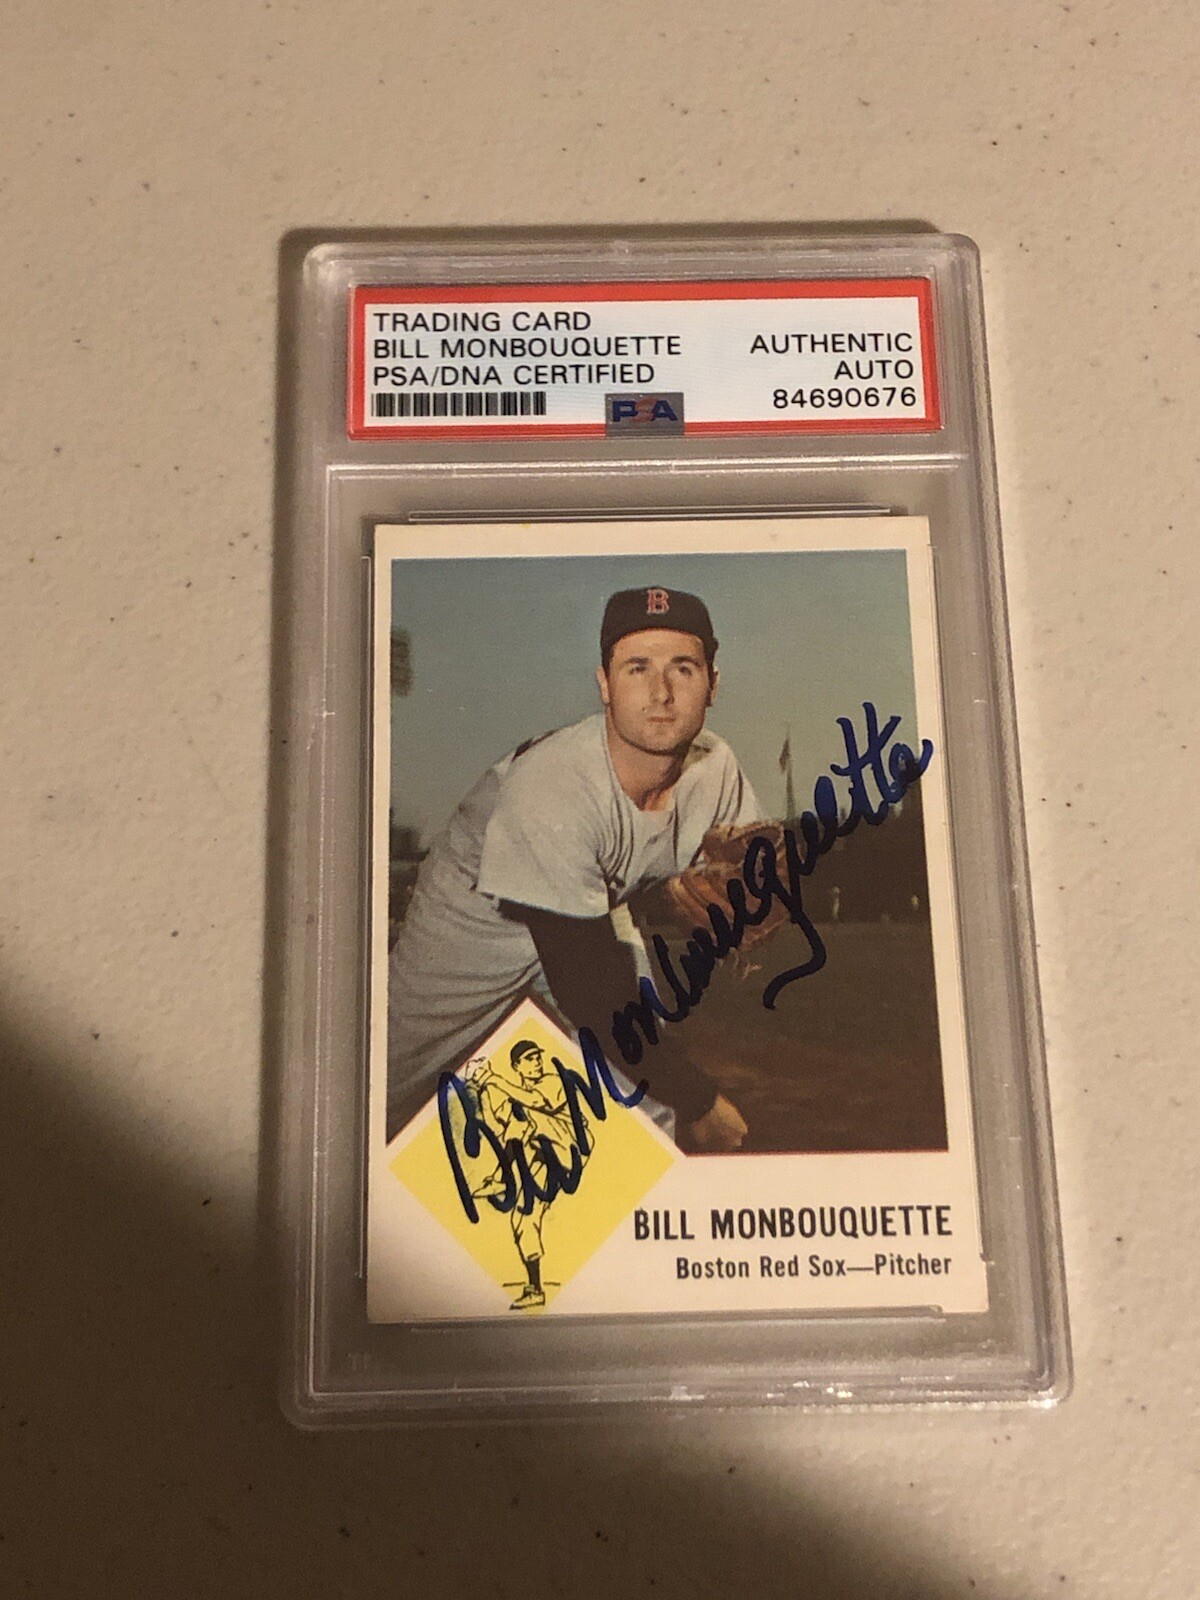 TRADING CARD
BILL MONBOUQUETTE
PSA/DNA CERTIFIED
AUTHENTIC
AUTO
84690676
PSA
B
Bill Monbouquette
BILL MONBOUQUETTE
Boston Red Sox—Pitcher